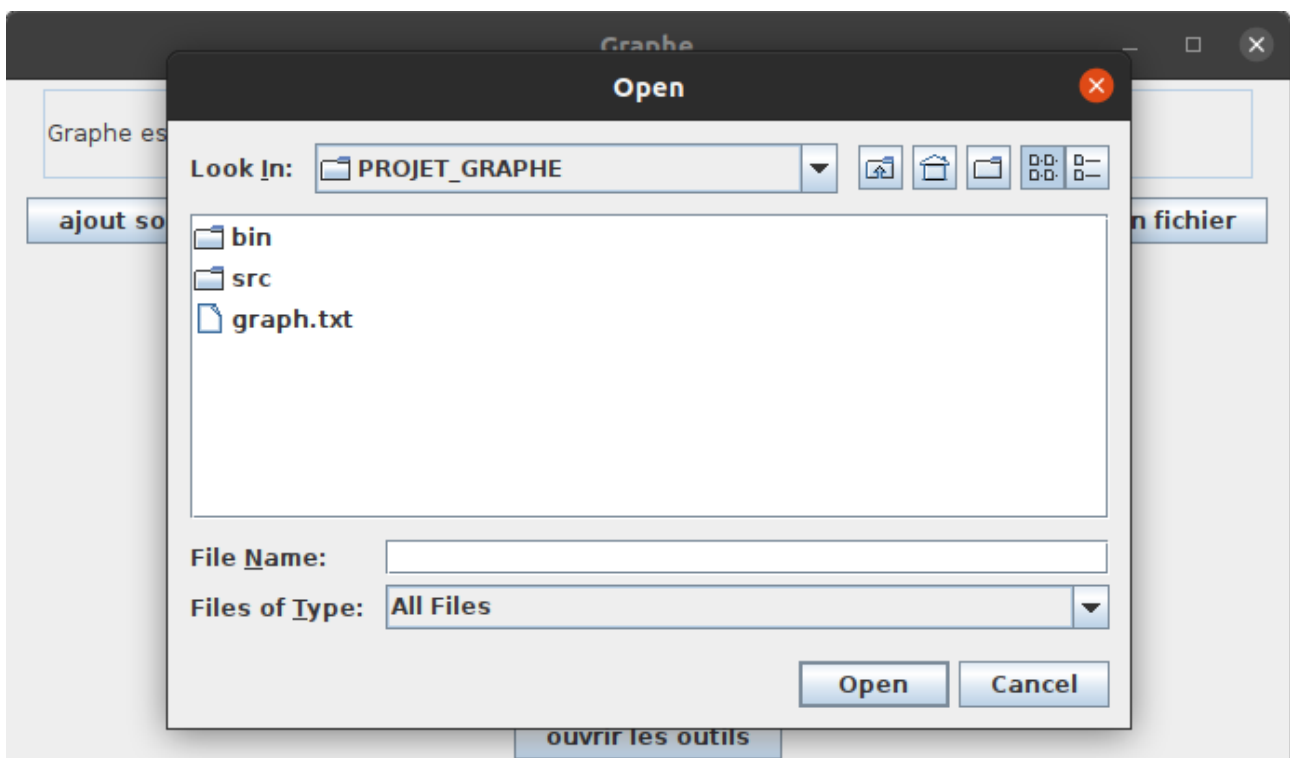 Graphe
Open
Graphe es
Look In: PROJET_GRAPHE
ajout so
n fichier
bin
src
graph.txt
File Name:
Files of Type: All Files
Open Cancel
ouvrir les outils